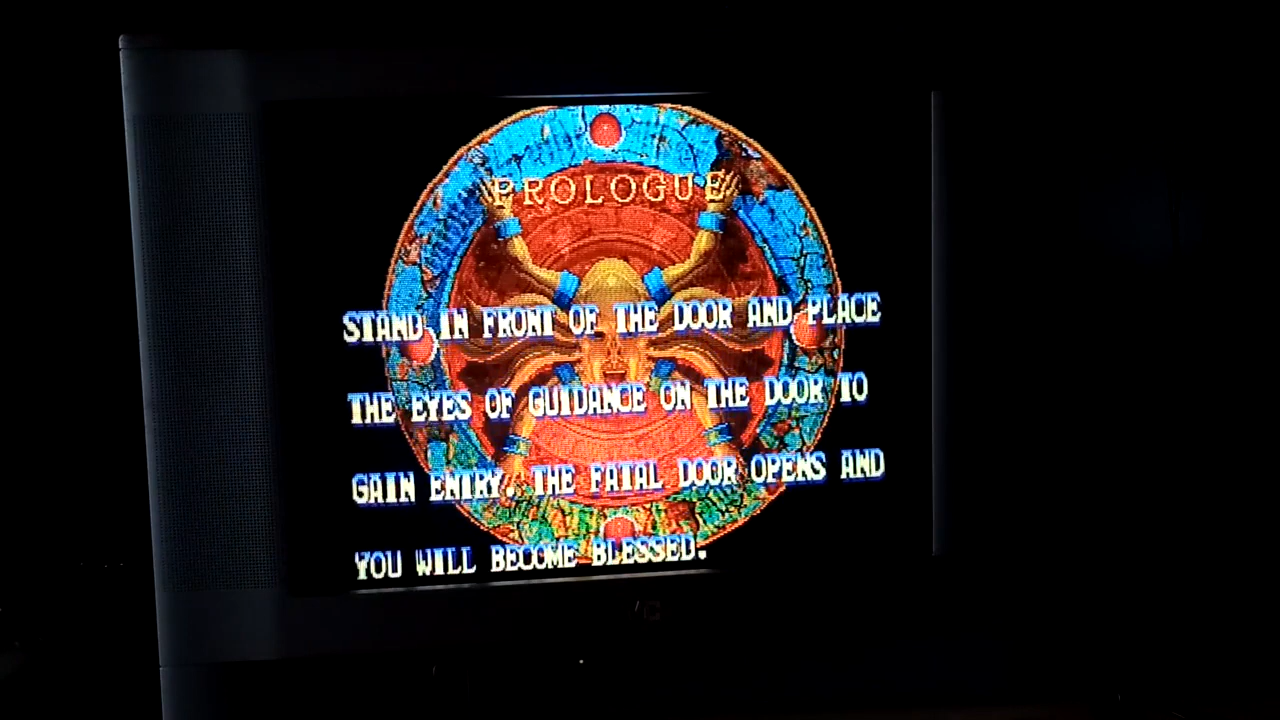 PROLOGUE
STAND IN FRONT OF THE DOOR AND PLACE
THE EYES OF GUIDANCE ON THE DOOR TO
GAIN ENTRY. THE FATAL DOOR OPENS AND
YOU WILL BECOME BLESSED.